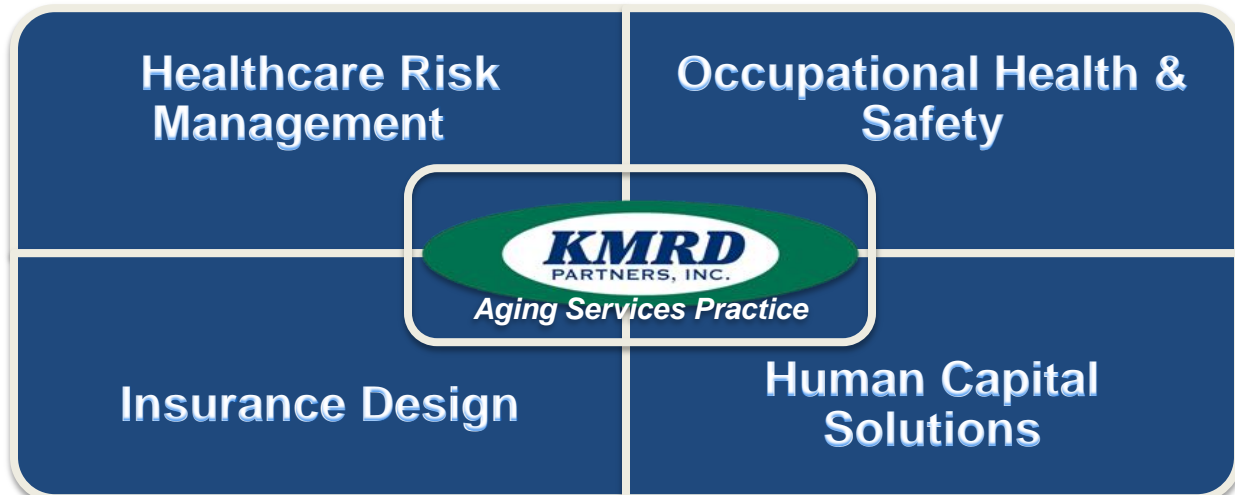 Healthcare Risk
Management
Occupational Health &
Safety
KMRD
PARTNERS, INC.
Aging Services Practice
Insurance Design
Human Capital
Solutions